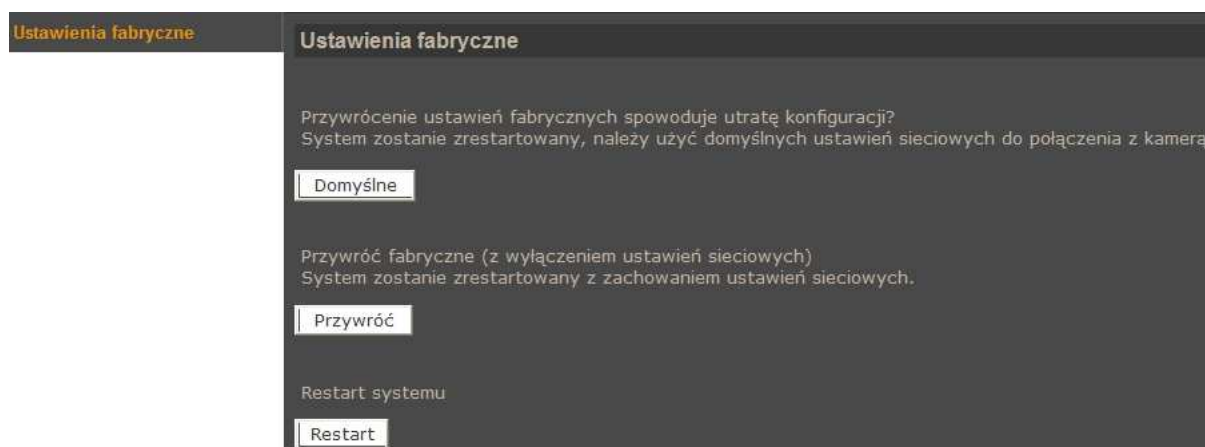 Ustawienia fabryczne
Ustawienia fabryczne
Przywrócenie ustawień fabrycznych spowoduje utratę konfiguracji?
System zostanie zrestartowany, należy użyć domyślnych ustawień sieciowych do połączenia z kamerą
Domyślne
Przywróć fabryczne (z wyłączeniem ustawień sieciowych)
System zostanie zrestartowany z zachowaniem ustawień sieciowych.
Przywróć
Restart systemu
Restart